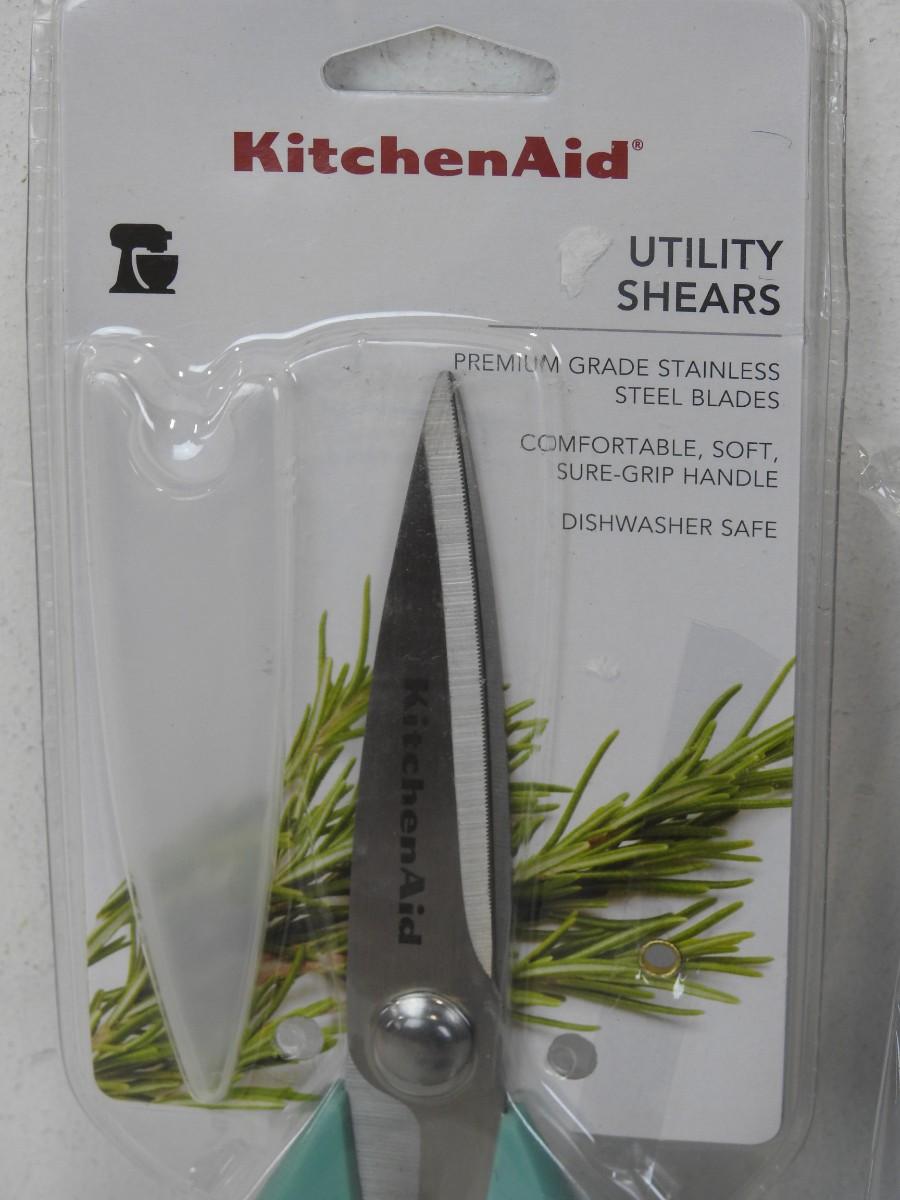 KitchenAid®
UTILITY
SHEARS
PREMIUM GRADE STAINLESS
STEEL BLADES
COMFORTABLE, SOFT,
SURE-GRIP HANDLE
DISHWASHER SAFE
KitchenAid